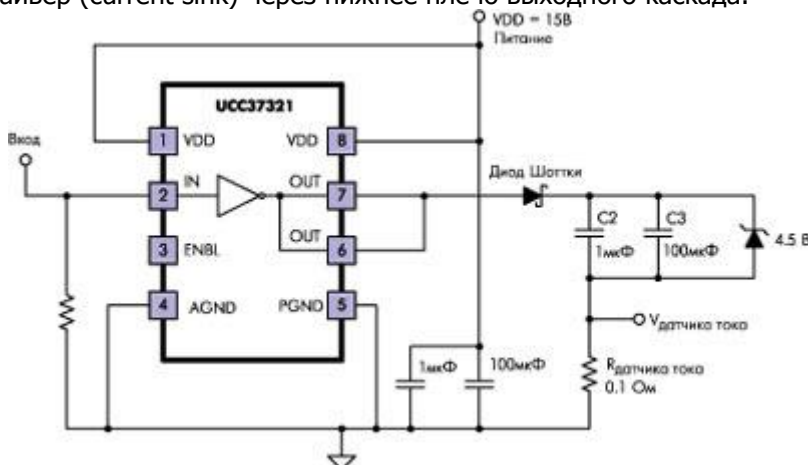 драйвер (current sink) через нижнее плечо выходного каскада.
VDD = 15В
Питание
UCC37321
Вход
1 VDD
VDD 8
2 IN
OUT 7
Диод Шоттки
OUT 6
3 ENBL
C2
C3
1мкФ
100мкФ
4.5 В
4 AGND
PGND 5
Vдатчика тока
1мкФ
100мкФ
Rдатчика тока
0.1 Ом